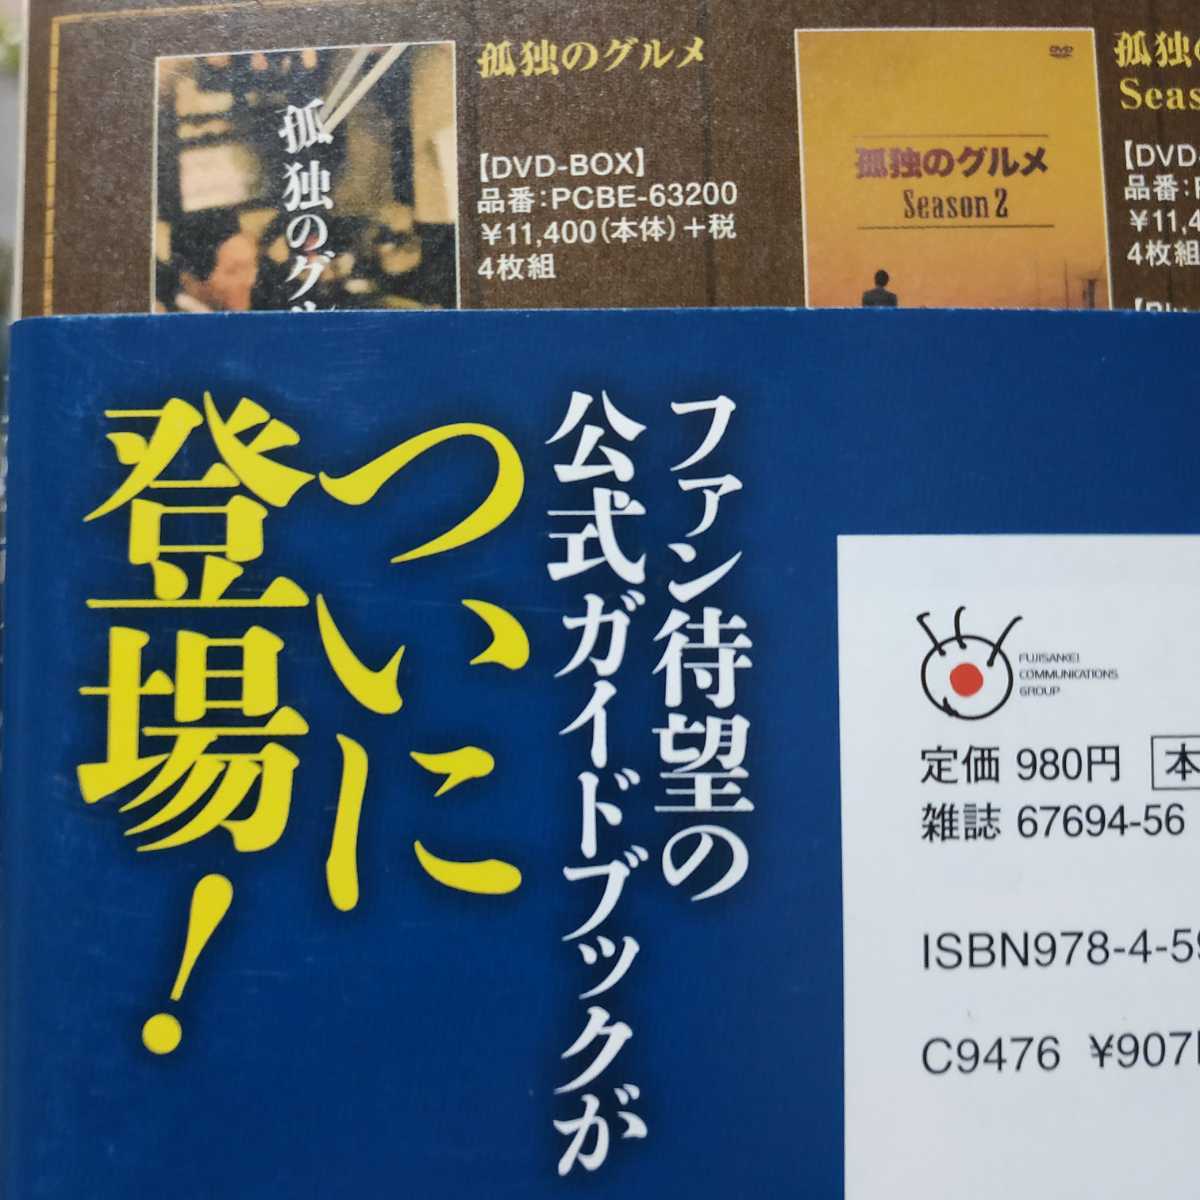 孤独のグル
孤独のグルメ
【DVD-BOX】
品番:PCBE-63200
¥11,400(本体)+税
4枚組
DVD
孤独のグルメ
Season 2
孤独
Seas
【DVD-
品番:
¥11,4
4枚組
ファン待望の
公式ガイドブックが
ついに
登場!
FUJISANKEI
COMMUNICATIONS
GROUP
定価 980円 本
雑誌 67694-56
ISBN978-4-59
C9476 ¥907